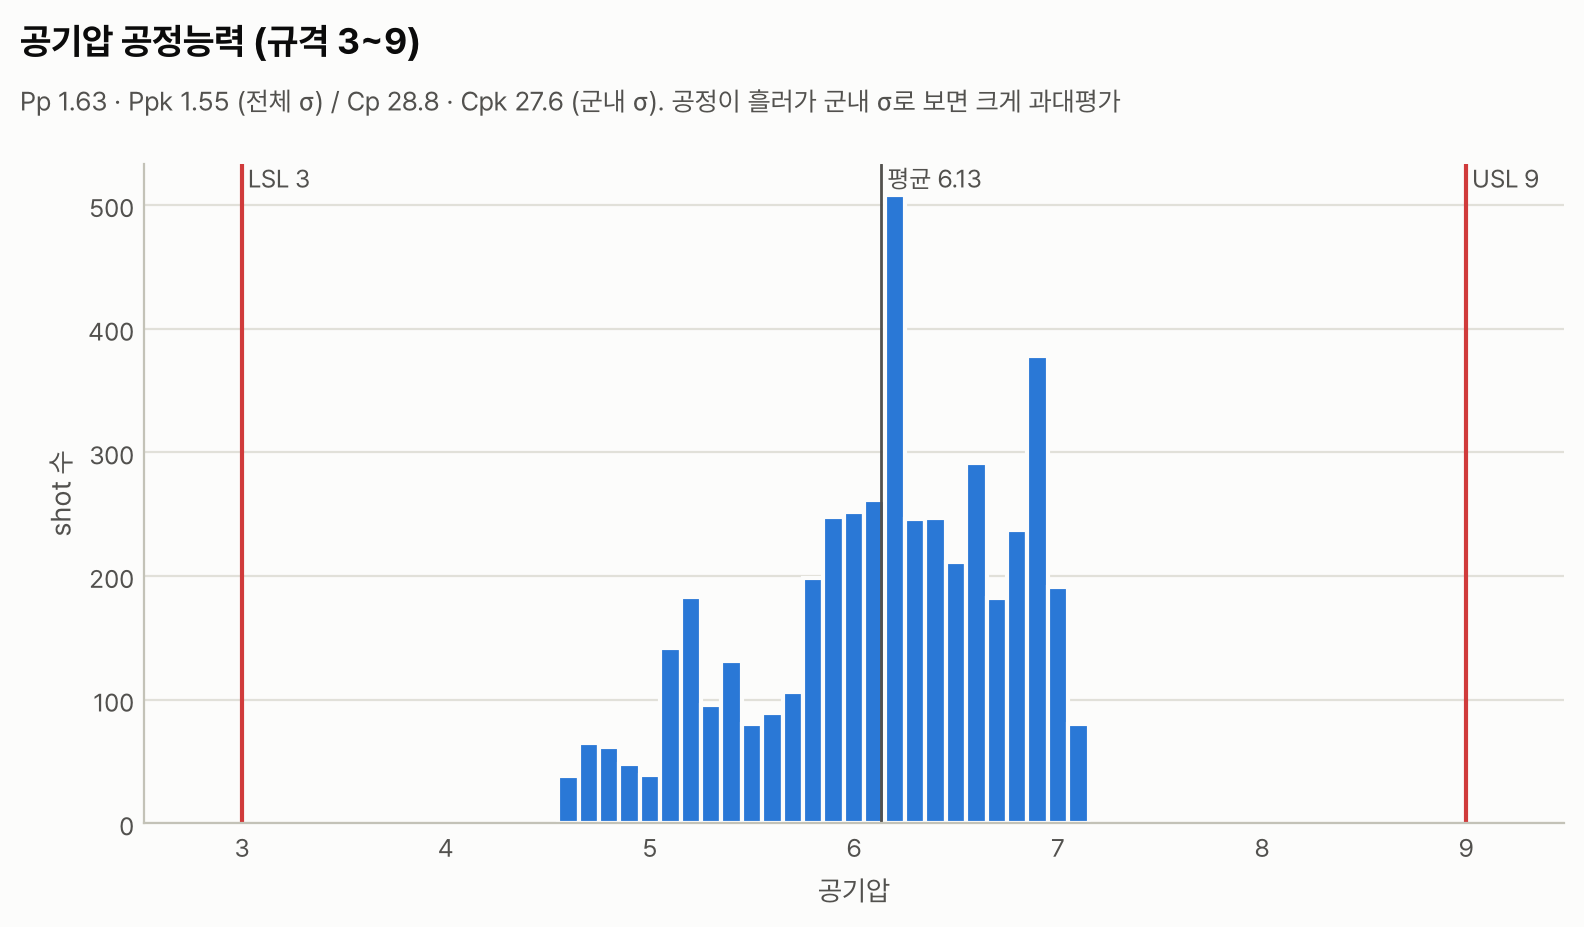 공기압 공정능력 (규격 3~9)
Pp 1.63 · Ppk 1.55 (전체 σ) / Cp 28.8 · Cpk 27.6 (군내 σ). 공정이 흘러가 군내 σ로 보면 크게 과대평가
LSL 3
평균 6.13
USL 9
500
400
300
200
100
0
shot 수
3 4 5 6 7 8 9
공기압